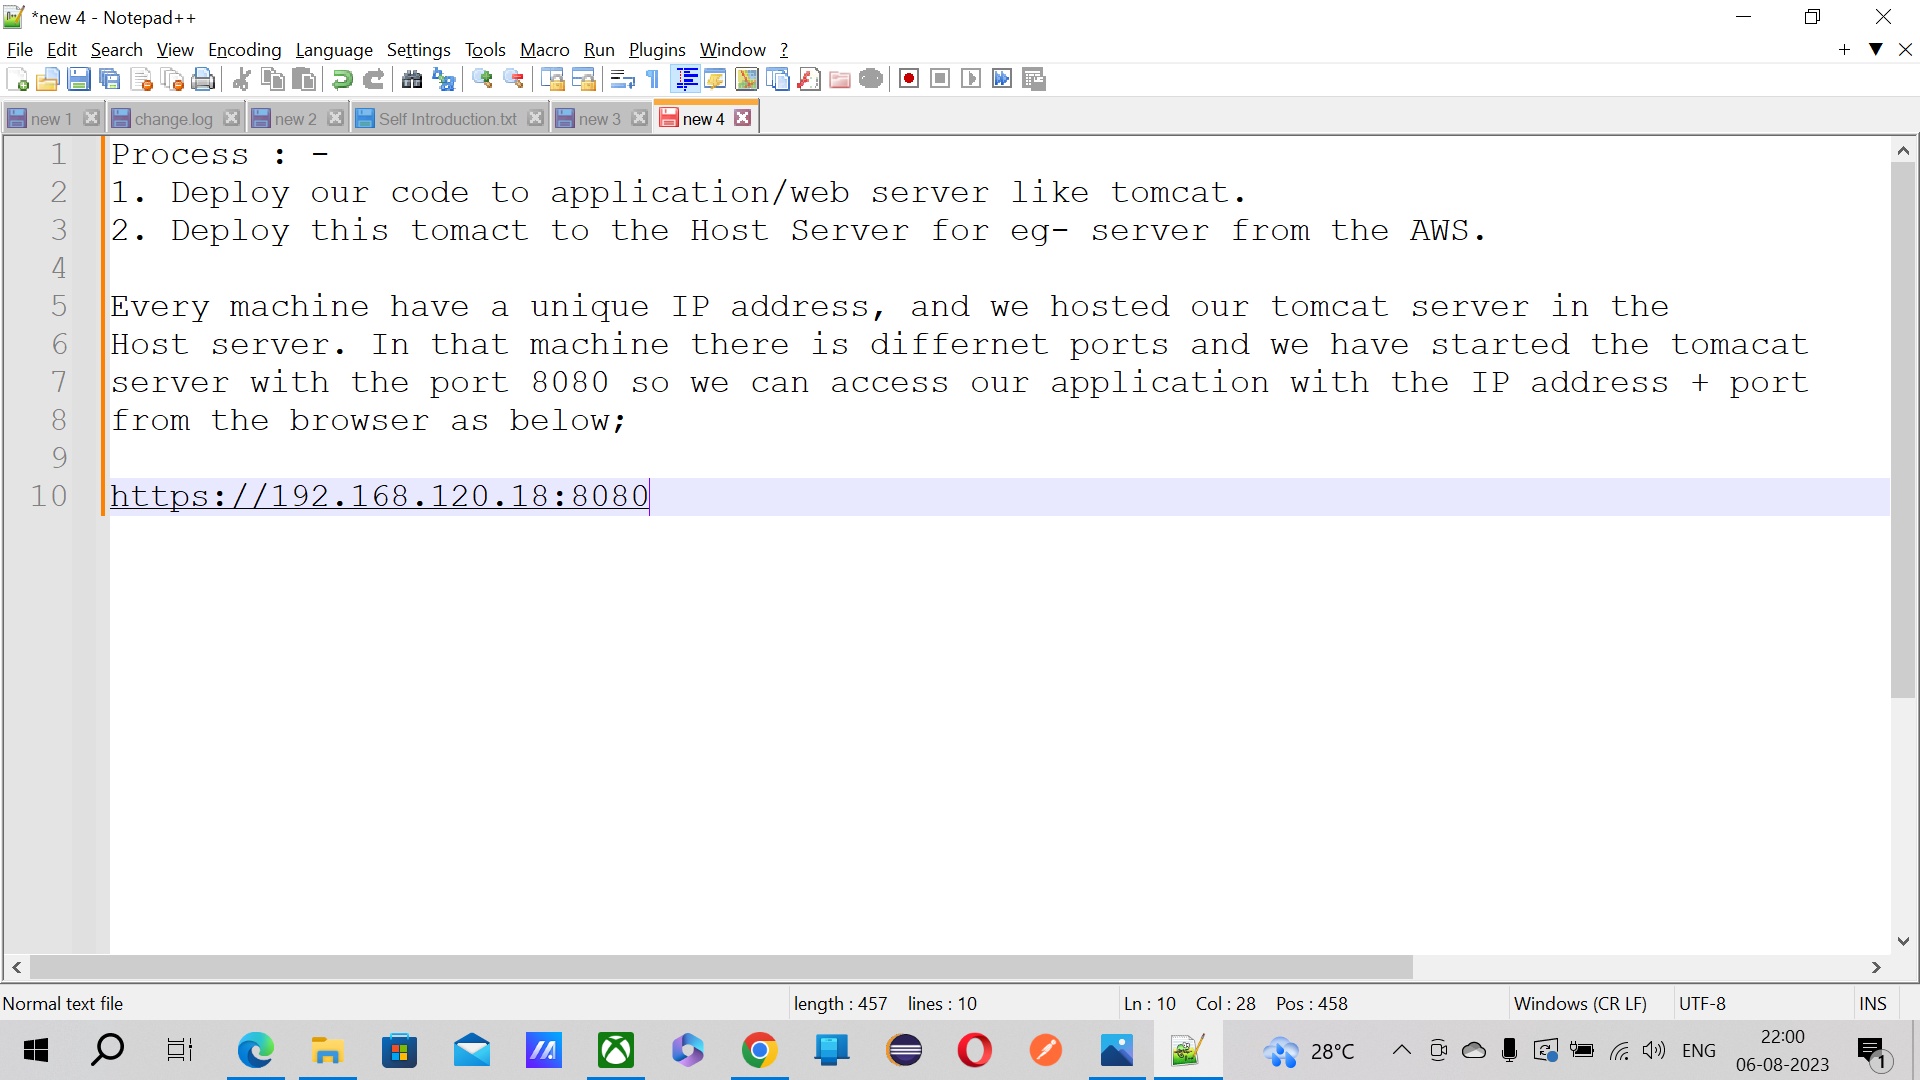 *new 4 - Notepad++
File Edit Search View Encoding Language Settings Tools Macro Run Plugins Window ?
new 1 change.log new 2 Self Introduction.txt new 3 new 4
1 Process : -
2 1. Deploy our code to application/web server like tomcat.
3 2. Deploy this tomact to the Host Server for eg- server from the AWS.
4
5 Every machine have a unique IP address, and we hosted our tomcat server in the
6 Host server. In that machine there is differnet ports and we have started the tomacat
7 server with the port 8080 so we can access our application with the IP address + port
8 from the browser as below;
9
10 https://192.168.120.18:8080
Normal text file length : 457 lines : 10 Ln : 10 Col : 28 Pos : 458 Windows (CR LF) UTF-8 INS
28°C ENG 22:00
06-08-2023 1